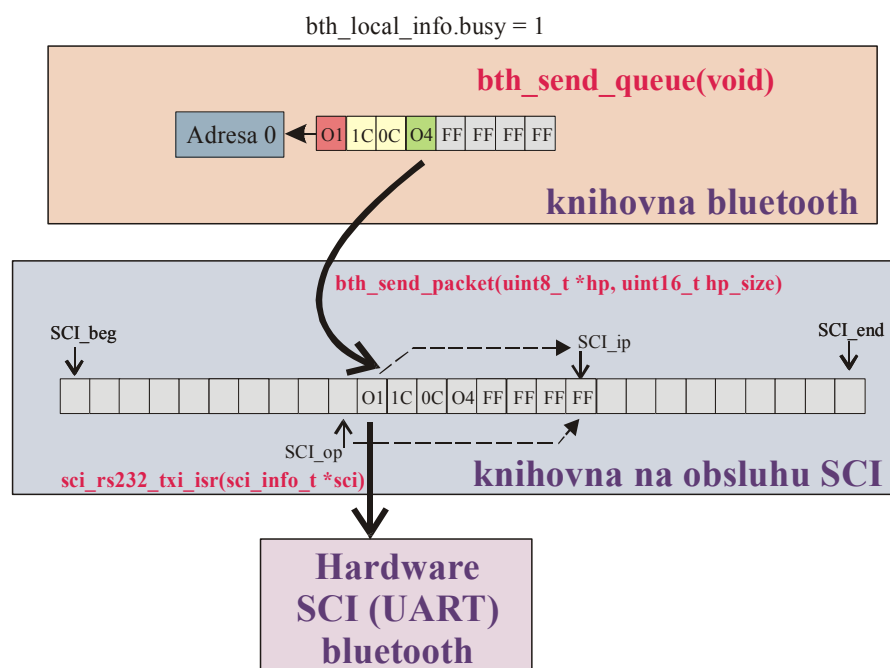 bth_local_info.busy = 1
bth_send_queue(void)
Adresa 0
O1 1C 0C O4 FF FF FF FF
knihovna bluetooth
bth_send_packet(uint8_t *hp, uint16_t hp_size)
SCI_beg
SCI_ip
SCI_end
O1 1C 0C O4 FF FF FF FF
SCI_op
sci_rs232_txi_isr(sci_info_t *sci)
knihovna na obsluhu SCI
Hardware
SCI (UART)
bluetooth